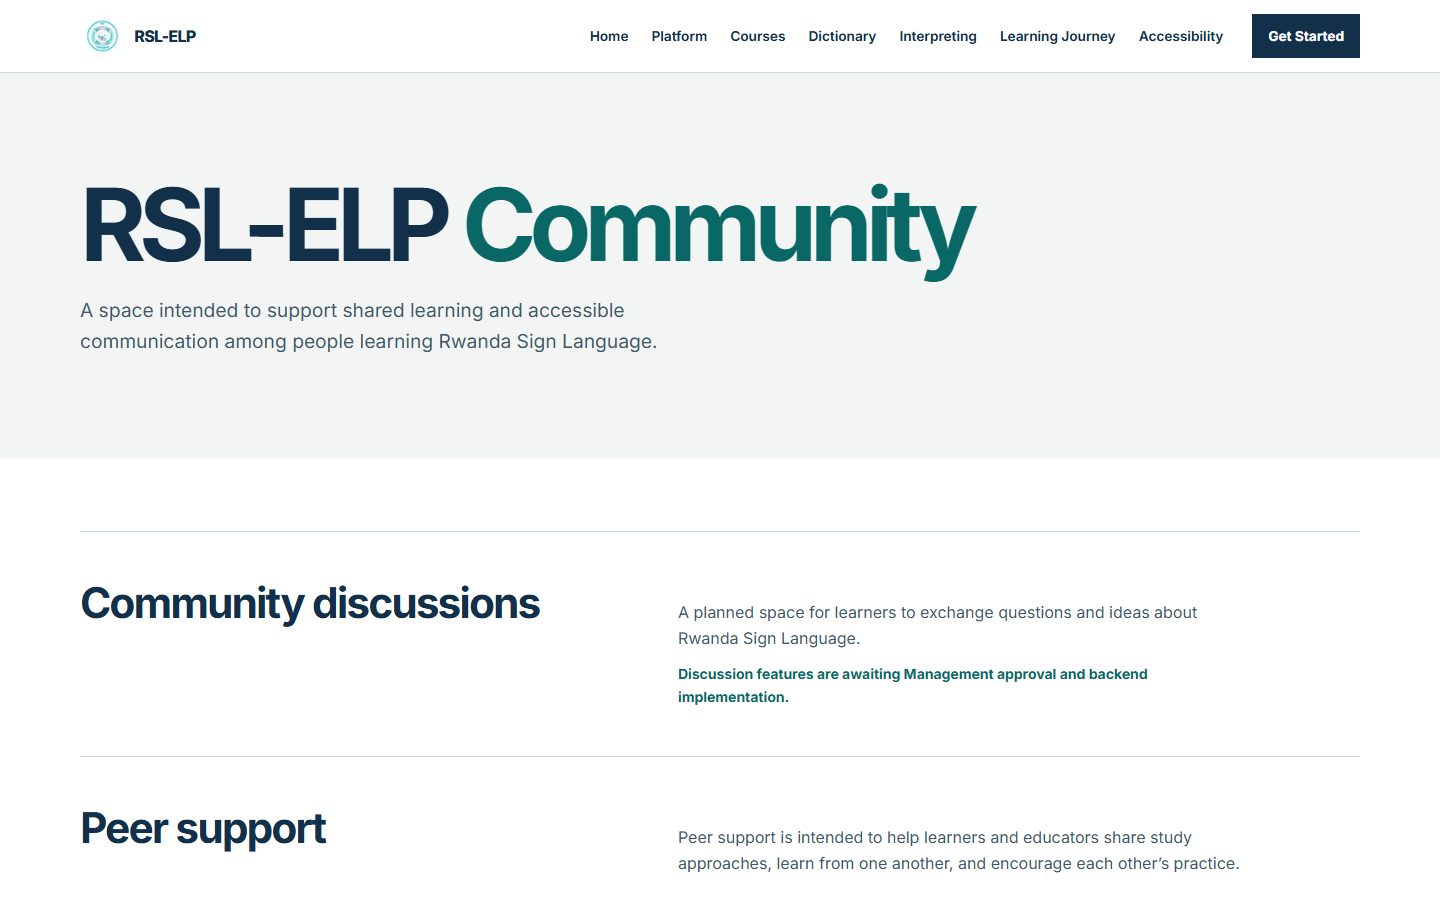 RSL-ELP
Home
Platform
Courses
Dictionary
Interpreting
Learning Journey
Accessibility
Get Started
RSL-ELP Community
A space intended to support shared learning and accessible
communication among people learning Rwanda Sign Language.
Community discussions
A planned space for learners to exchange questions and ideas about
Rwanda Sign Language.
Discussion features are awaiting Management approval and backend
implementation.
Peer support
Peer support is intended to help learners and educators share study
approaches, learn from one another, and encourage each other’s practice.